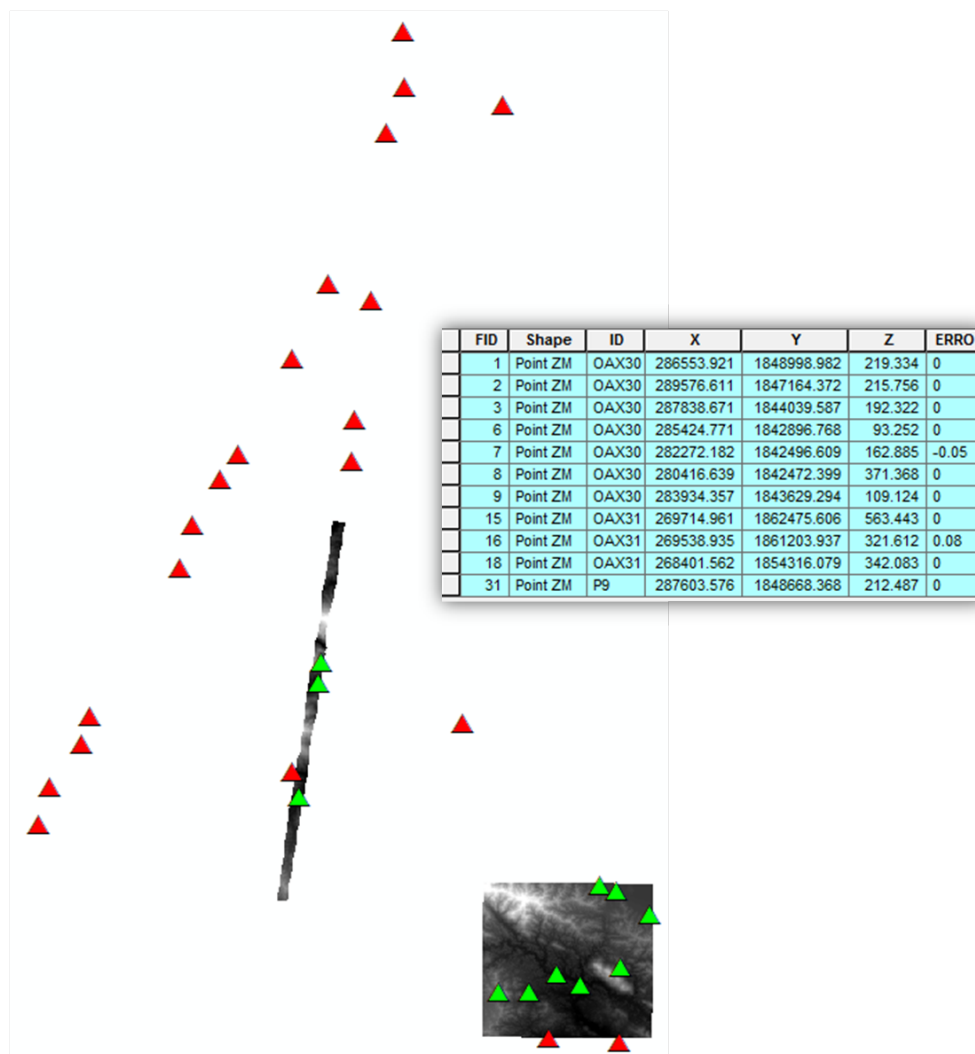 FID Shape ID X Y Z ERRO
1 Point ZM OAX30 286553.921 1848998.982 219.334 0
2 Point ZM OAX30 289576.611 1847164.372 215.756 0
3 Point ZM OAX30 287838.671 1844039.587 192.322 0
6 Point ZM OAX30 285424.771 1842896.768 93.252 0
7 Point ZM OAX30 282272.182 1842496.609 162.885 -0.05
8 Point ZM OAX30 280416.639 1842472.399 371.368 0
9 Point ZM OAX30 283934.357 1843629.294 109.124 0
15 Point ZM OAX31 269714.961 1862475.606 563.443 0
16 Point ZM OAX31 269538.935 1861203.937 321.612 0.08
18 Point ZM OAX31 268401.562 1854316.079 342.083 0
31 Point ZM P9 287603.576 1848668.368 212.487 0